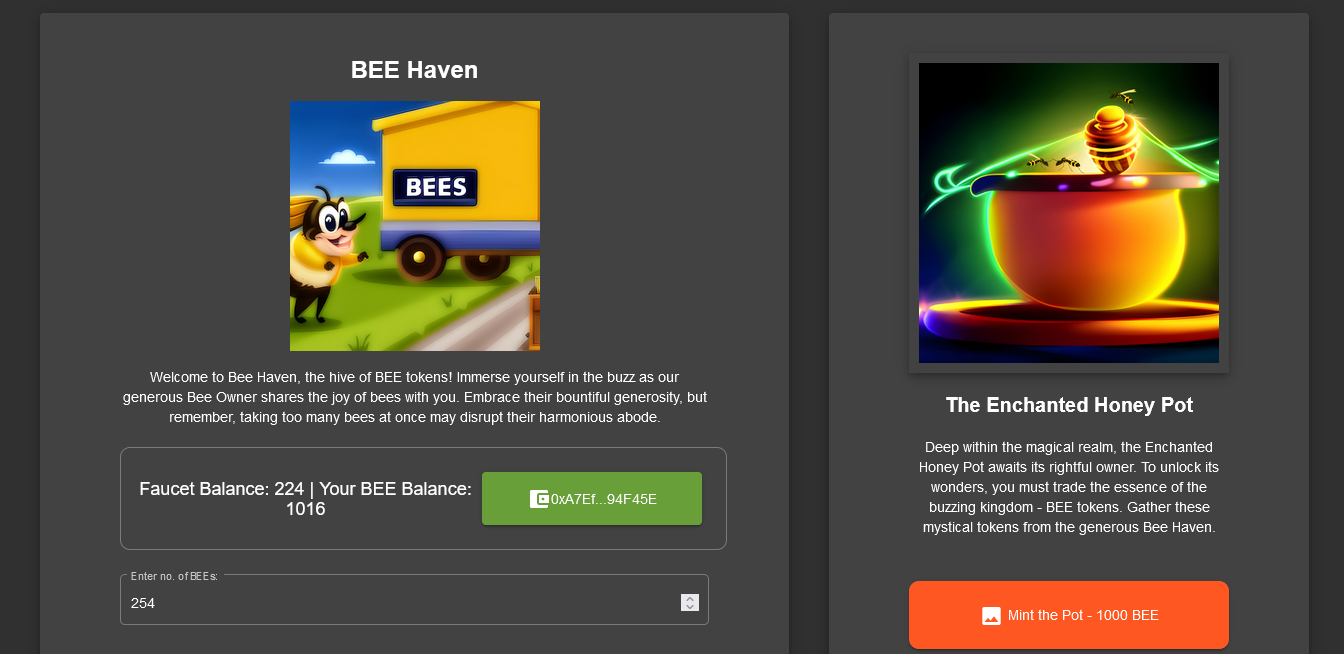 BEE Haven
BEES
Welcome to Bee Haven, the hive of BEE tokens! Immerse yourself in the buzz as our
generous Bee Owner shares the joy of bees with you. Embrace their bountiful generosity, but
remember, taking too many bees at once may disrupt their harmonious abode.
Faucet Balance: 224 | Your BEE Balance:
1016
0xA7Ef...94F45E
Enter no. of BEEs:
254
The Enchanted Honey Pot
Deep within the magical realm, the Enchanted
Honey Pot awaits its rightful owner. To unlock its
wonders, you must trade the essence of the
buzzing kingdom - BEE tokens. Gather these
mystical tokens from the generous Bee Haven.
Mint the Pot - 1000 BEE